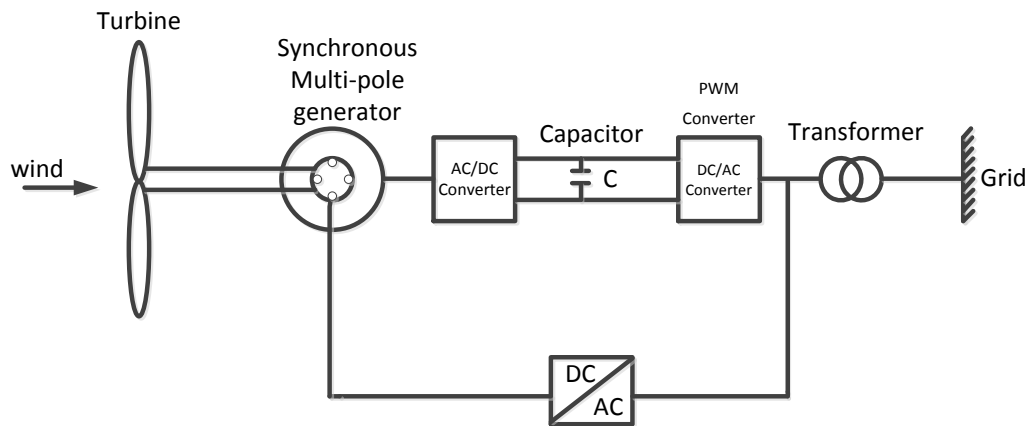 Turbine
Synchronous
Multi-pole
generator
PWM
Converter
Capacitor
Transformer
wind
AC/DC
Converter
C
DC/AC
Converter
Grid
DC
AC